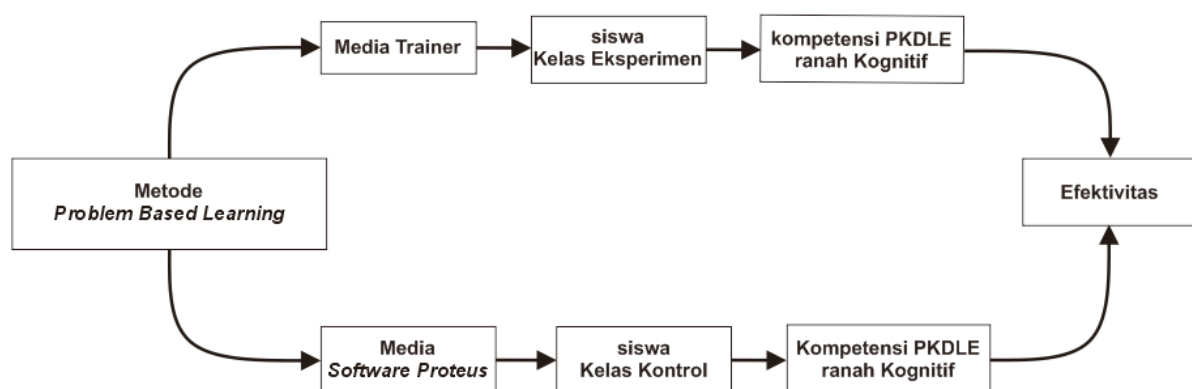 Media Trainer
siswa
Kelas Eksperimen
kompetensi PKDLE
ranah Kognitif
Metode
Problem Based Learning
Efektivitas
Media
Software Proteus
siswa
Kelas Kontrol
Kompetensi PKDLE
ranah Kognitif